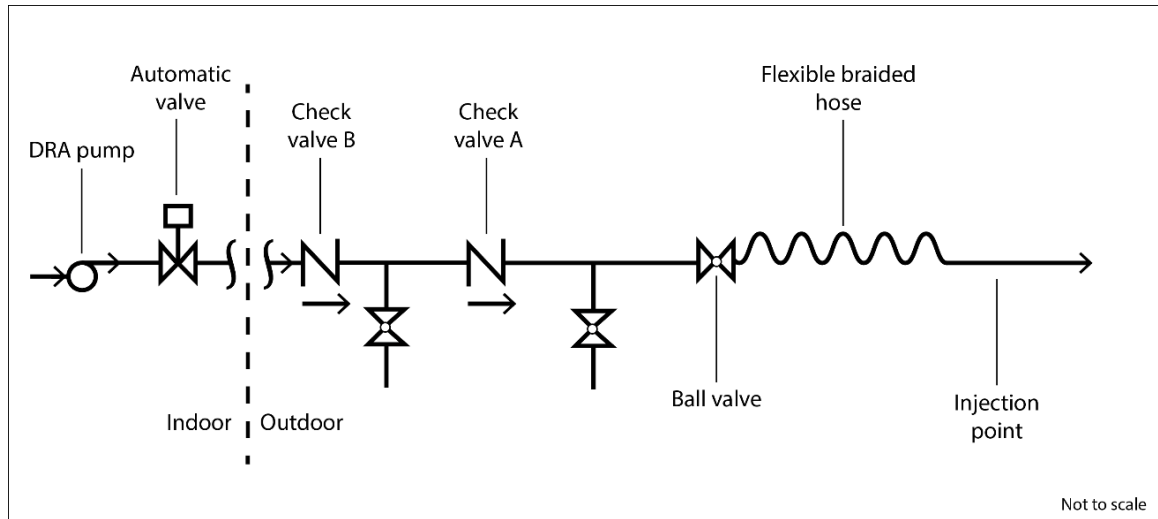 Automatic
valve
Flexible braided
hose
Check
valve B
Check
valve A
DRA pump
Ball valve
Injection
point
Indoor
Outdoor
Not to scale